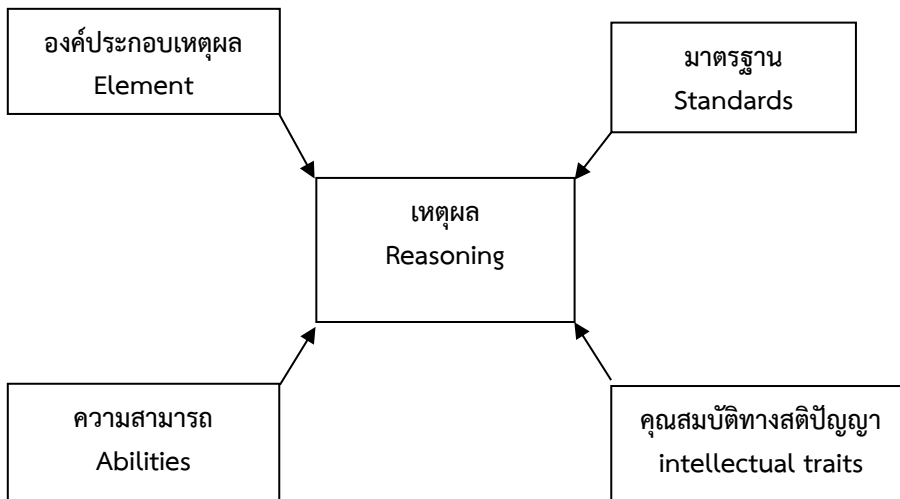 องค์ประกอบเหตุผล
Element
มาตรฐาน
Standards
เหตุผล
Reasoning
ความสามารถ
Abilities
คุณสมบัติทางสติปัญญา
intellectual traits